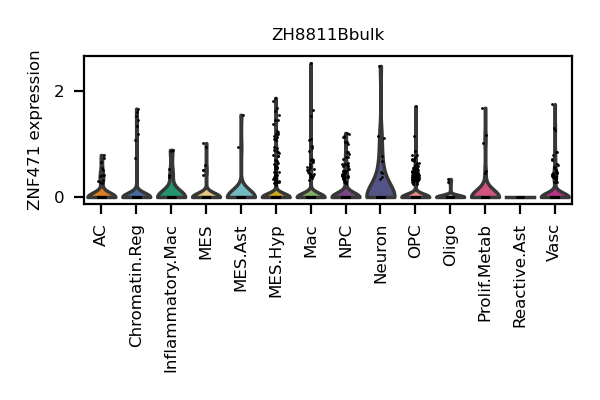 ZH8811Bbulk
ZNF471 expression
2
0
AC
Chromatin.Reg
Inflammatory.Mac
MES
MES.Ast
MES.Hyp
Mac
NPC
Neuron
OPC
Oligo
Prolif.Metab
Reactive.Ast
Vasc